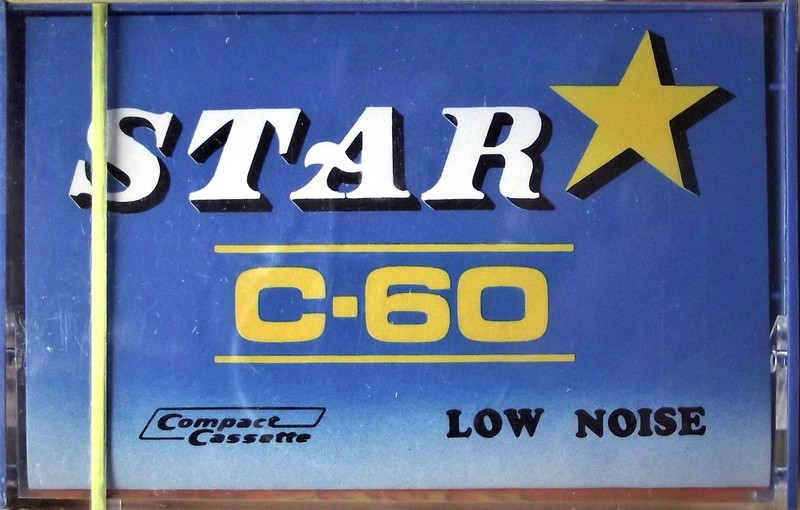 STAR
C-60
Compact
Cassette
LOW NOISE